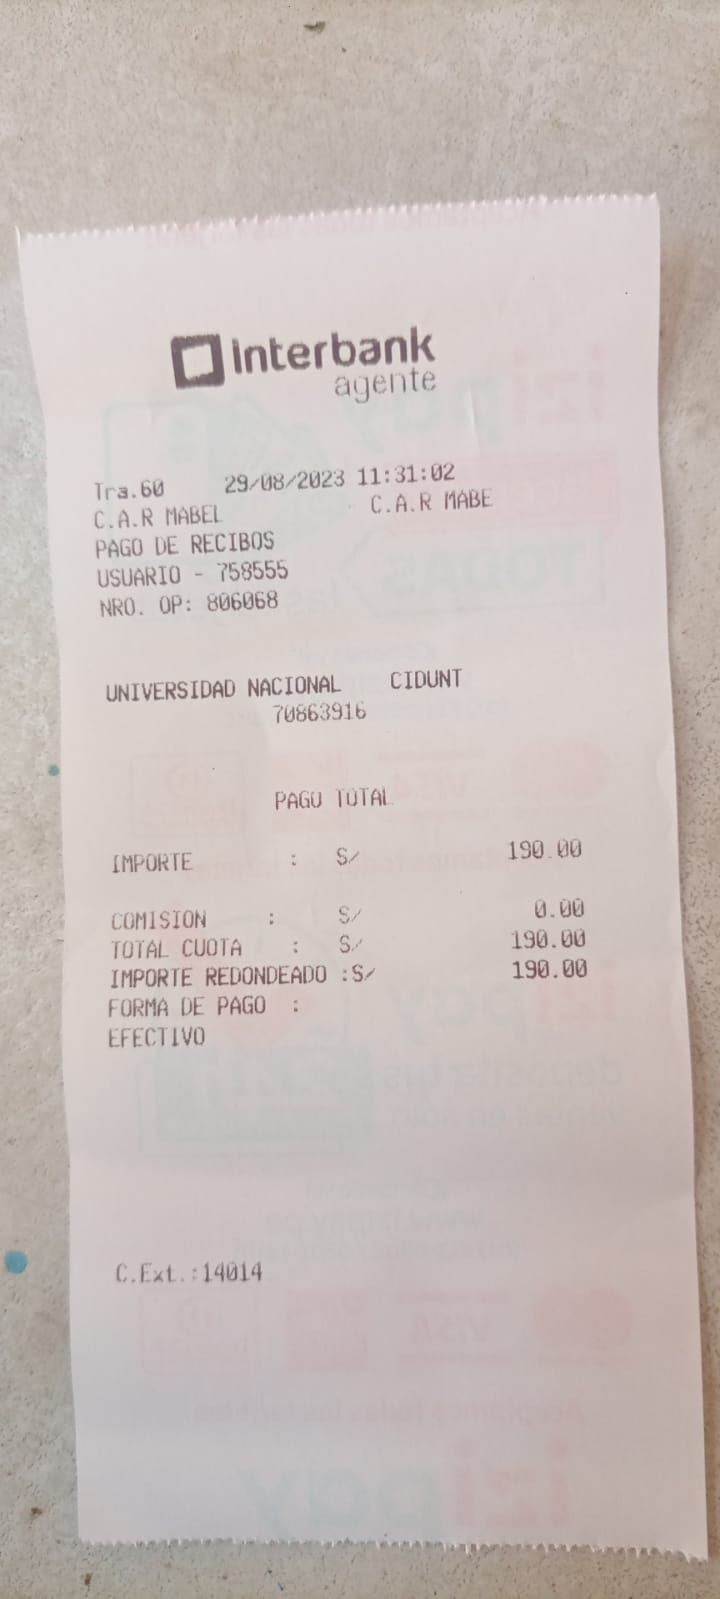 interbank
agente
Tra.60 29/08/2023 11:31:02
C.A.R MABEL C.A.R MABE
PAGO DE RECIBOS
USUARIO - 758555
NRO. OP: 806068
UNIVERSIDAD NACIONAL CIDUNT
70863916
PAGO TOTAL
IMPORTE : S/ 190.00
COMISION : S/ 0.00
TOTAL CUOTA : S/ 190.00
IMPORTE REDONDEADO :S/ 190.00
FORMA DE PAGO :
EFECTIVO
C.Ext.:14014